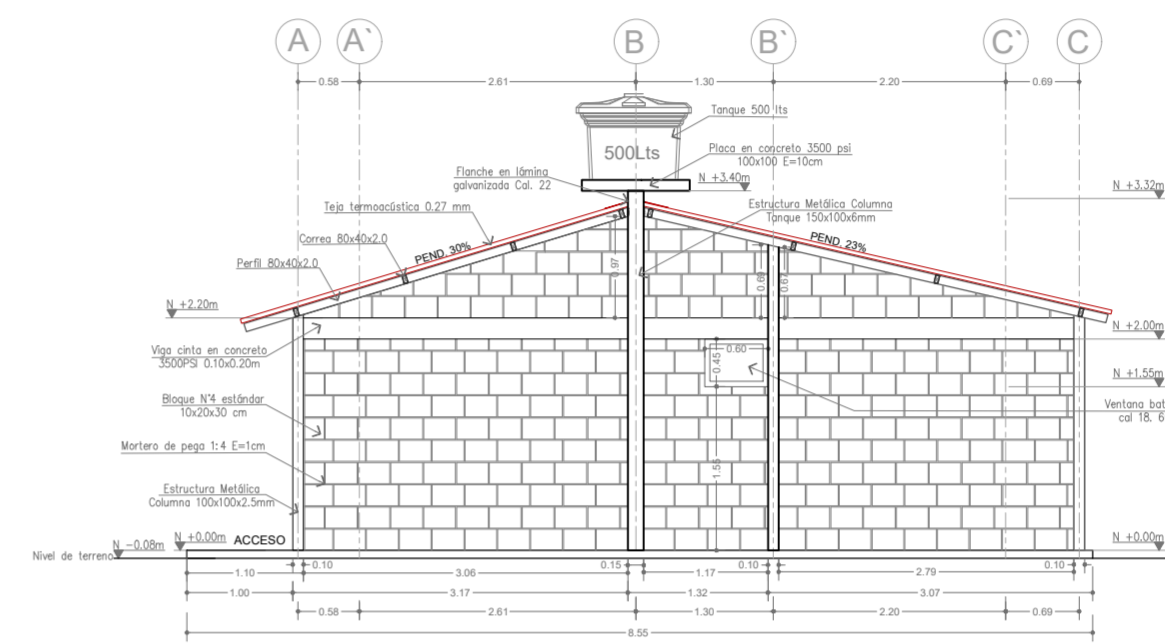 A A` B B` C` C
0.58 2.61 1.30 2.20 0.69
Tanque 500 lts
500Lts
Placa en concreto 3500 psi
100x100 E=10cm
Flanche en lámina
galvanizada Cal. 22
N +3.40m
N +3.32m
Teja termoacústica 0.27 mm
Estructura Metálica Columna
Tanque 150x100x6mm
Correa 80x40x2.0
PEND. 30%
PEND. 23%
Perfil 80x40x2.0
0.97
0.67
N +2.20m
N +2.00m
Viga cinta en concreto
3500PSI 0.10x0.20m
0.60
0.45
N +1.55m
Bloque N°4 estándar
10x20x30 cm
Ventana bat
cal 18. 6
Mortero de pega 1:4 E=1cm
1.55
Estructura Metálica
Columna 100x100x2.5mm
Nivel de terreno
N -0.08m
N +0.00m
ACCESO
N +0.00m
0.10 0.15 0.10 0.10
1.10 3.06 1.17 2.79
1.00 3.17 1.32 3.07
0.58 2.61 1.30 2.20 0.69
8.55